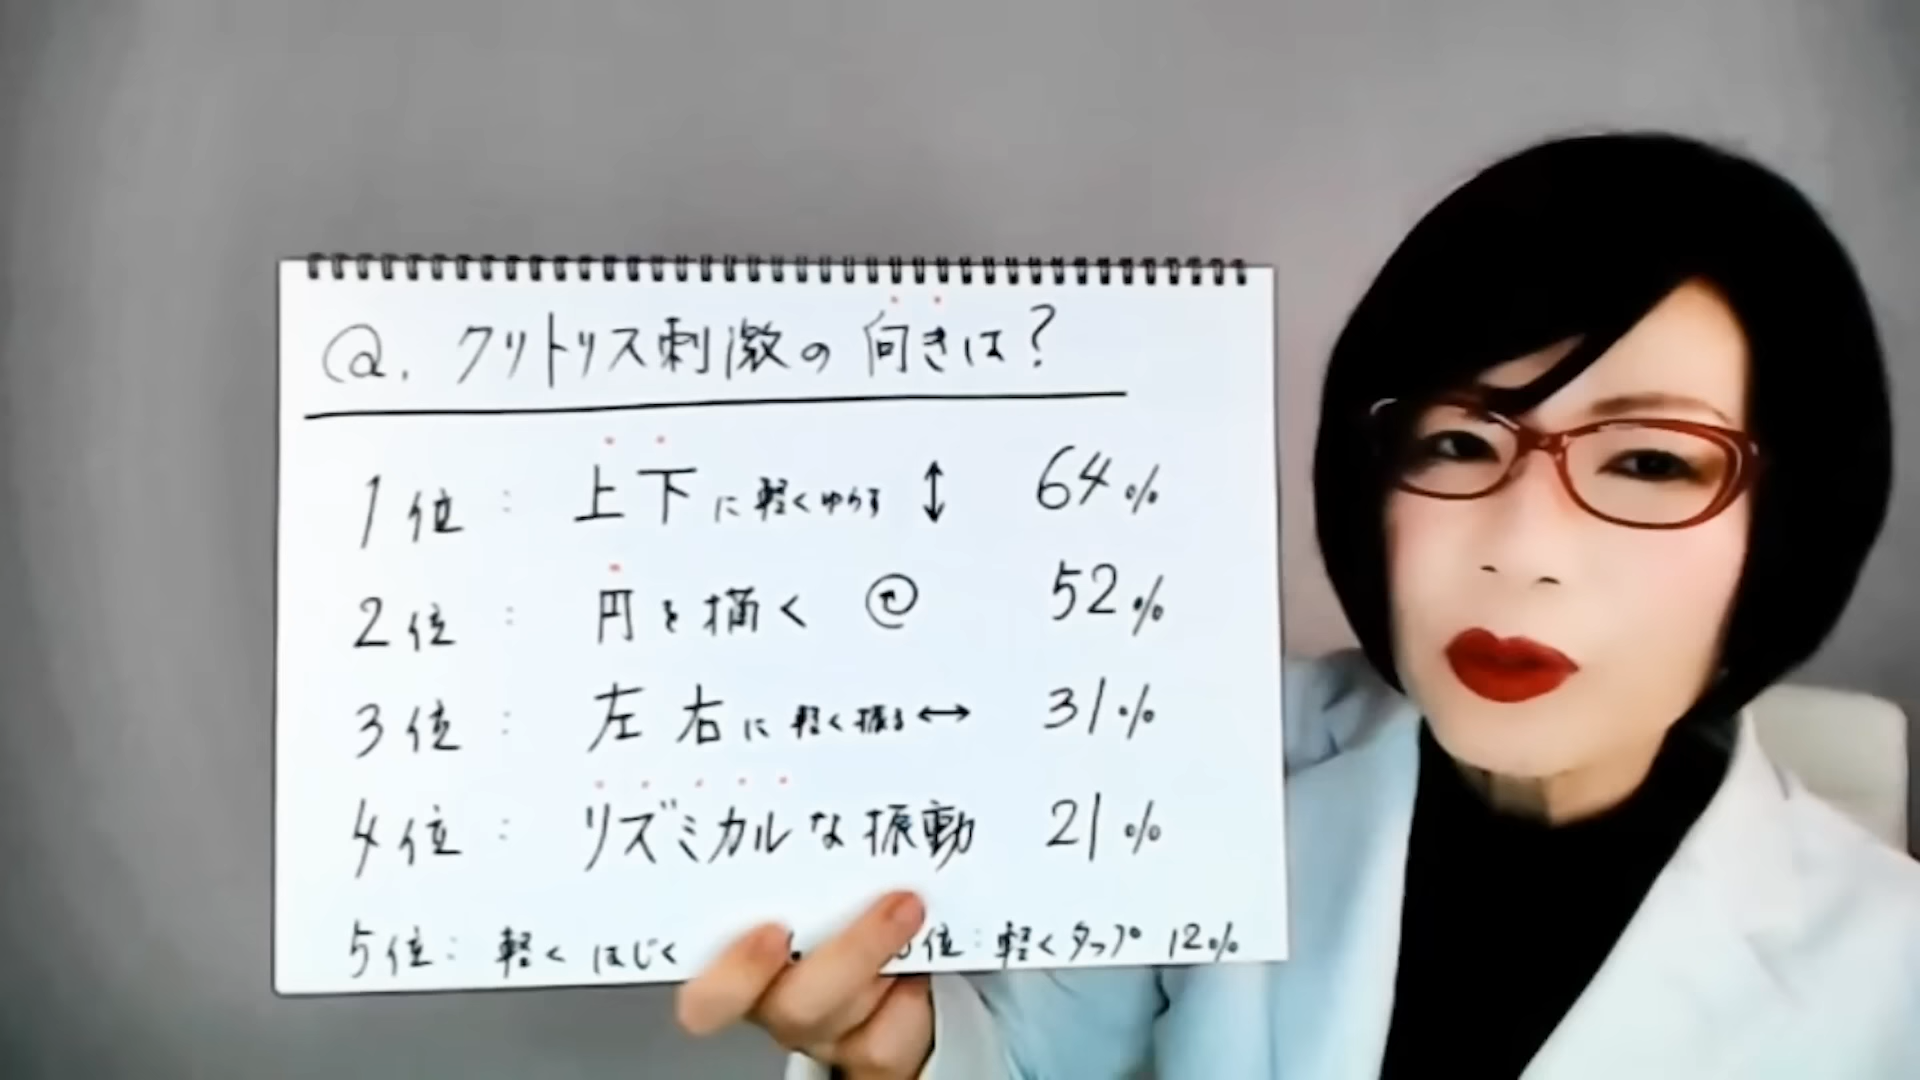 Q. クリトリス刺激の向きは?
1位: 上下に軽くゆらす ↕ 64%
2位: 円を描く 52%
3位: 左右に軽く振る ↔ 31%
4位: リズミカルな振動 21%
5位: 軽くはじく 位: 軽くタップ 12%